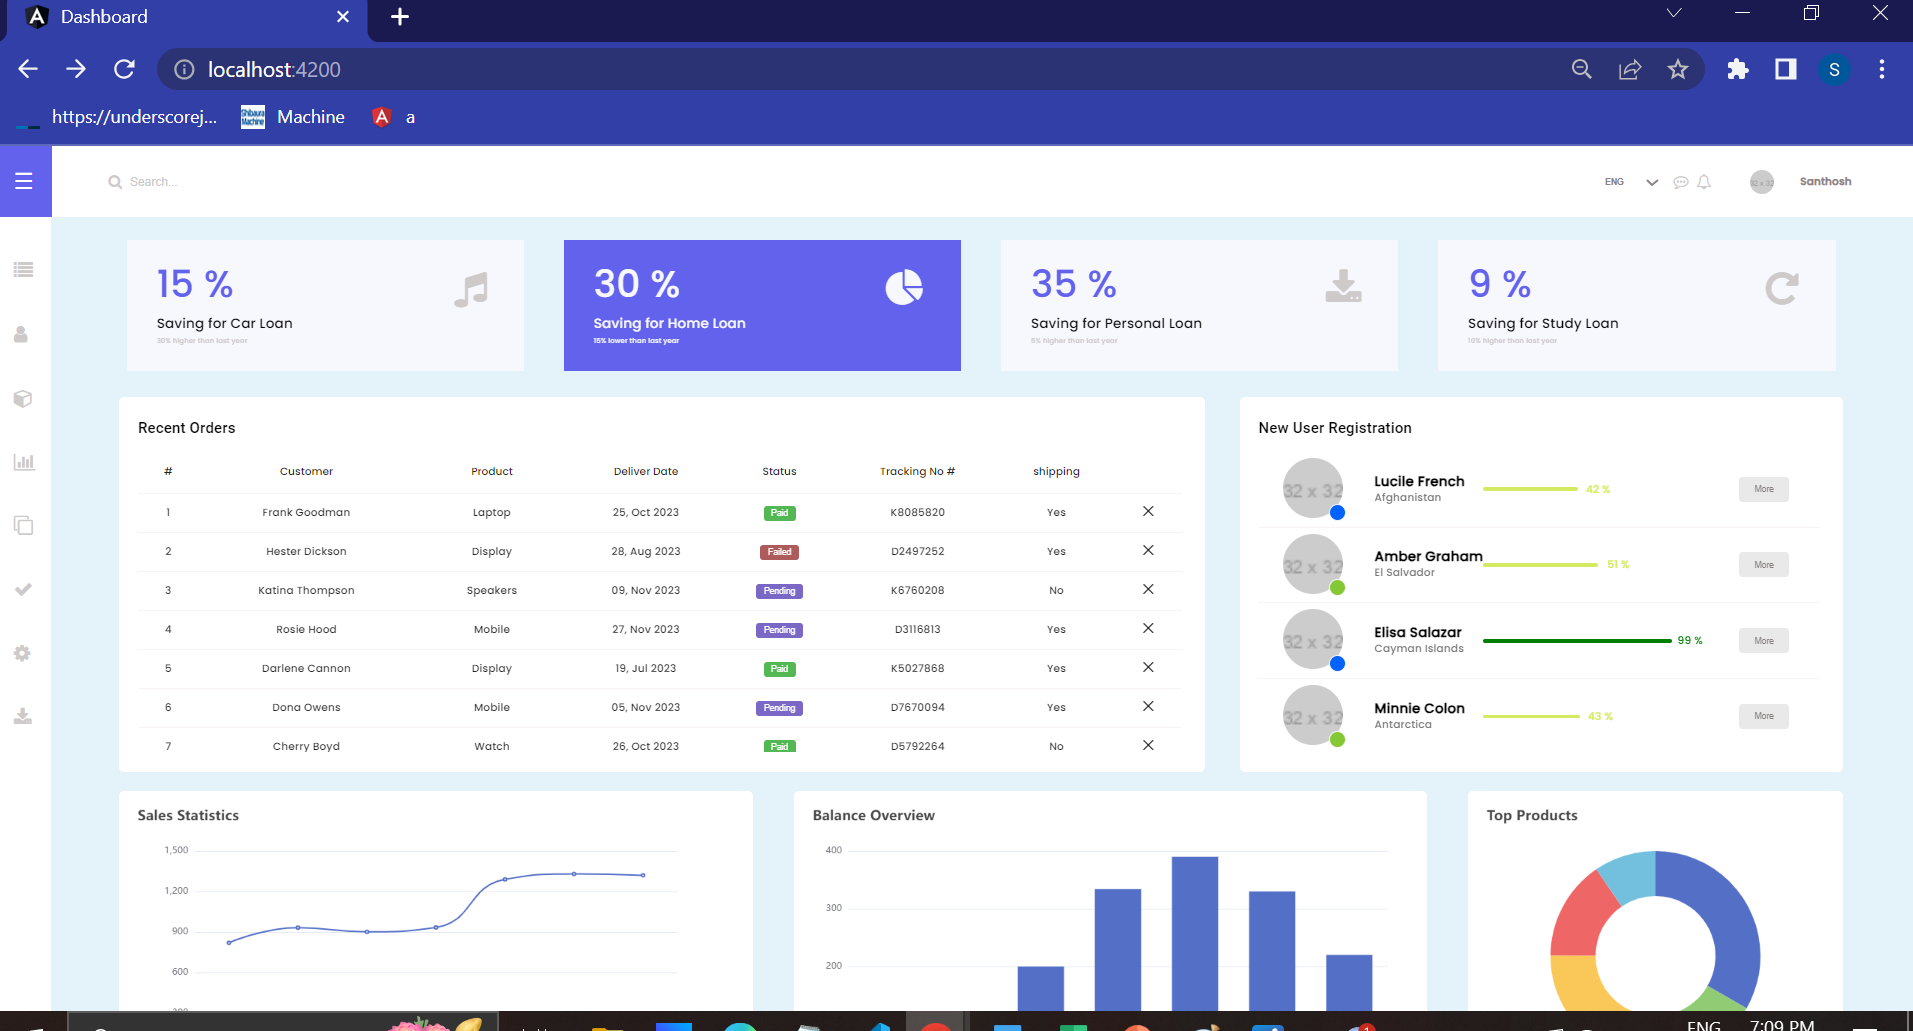 Dashboard
localhost:4200
https://underscorej... Machine a
Search...
ENG
32 x 32
Santhosh
15 %
Saving for Car Loan
30% higher than last year
30 %
Saving for Home Loan
15% lower than last year
35 %
Saving for Personal Loan
5% higher than last year
9 %
Saving for Study Loan
10% higher than last year
Recent Orders
# Customer Product Deliver Date Status Tracking No # shipping
1 Frank Goodman Laptop 25, Oct 2023 Paid K8085820 Yes
2 Hester Dickson Display 28, Aug 2023 Failed D2497252 Yes
3 Katina Thompson Speakers 09, Nov 2023 Pending K6760208 No
4 Rosie Hood Mobile 27, Nov 2023 Pending D3116813 Yes
5 Darlene Cannon Display 19, Jul 2023 Paid K5027868 Yes
6 Dona Owens Mobile 05, Nov 2023 Pending D7670094 Yes
7 Cherry Boyd Watch 26, Oct 2023 Paid D5792264 No
New User Registration
32 x 32
Lucile French
Afghanistan
42 %
More
32 x 32
Amber Graham
El Salvador
51 %
More
32 x 32
Elisa Salazar
Cayman Islands
99 %
More
32 x 32
Minnie Colon
Antarctica
43 %
More
Sales Statistics
1,500
1,200
900
600
300
Balance Overview
400
300
200
Top Products
S
Shibaura
Machine
ENG
7:09 PM
1